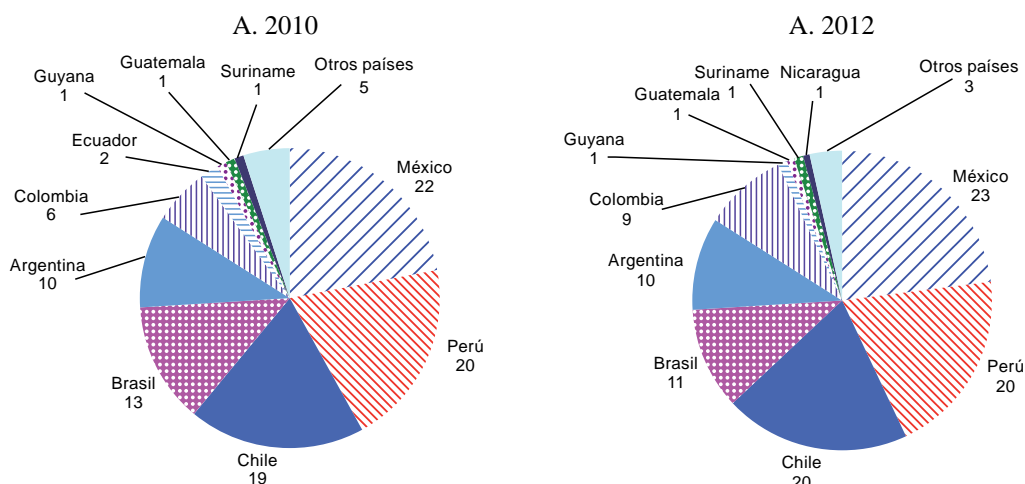 A. 2010
Guatemala
1
Suriname
1
Otros países
5
Guyana
1
Ecuador
2
Colombia
6
Argentina
10
Brasil
13
Chile
19
Perú
20
México
22
A. 2012
Suriname
1
Nicaragua
1
Otros países
3
Guatemala
1
Guyana
1
Colombia
9
Argentina
10
Brasil
11
Chile
20
Perú
20
México
23